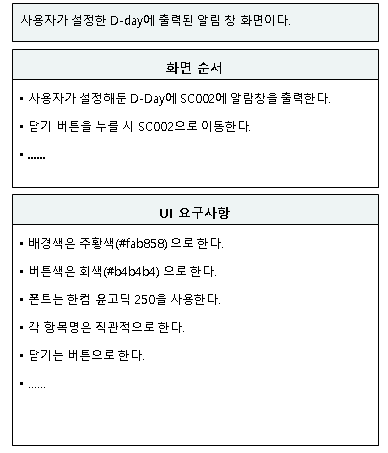 사용자가 설정한 D-day에 출력된 알림 창 화면이다.
화면 순서
• 사용자가 설정해둔 D-Day에 SC002에 알람창을 출력한다.
• 닫기 버튼을 누를 시 SC002으로 이동한다.
• ......
UI 요구사항
• 배경색은 주황색(#fab858) 으로 한다.
• 버튼색은 회색(#b4b4b4) 으로 한다.
• 폰트는 한컴 윤고딕 250을 사용한다.
• 각 항목명은 직관적으로 한다.
• 닫기는 버튼으로 한다.
• ......